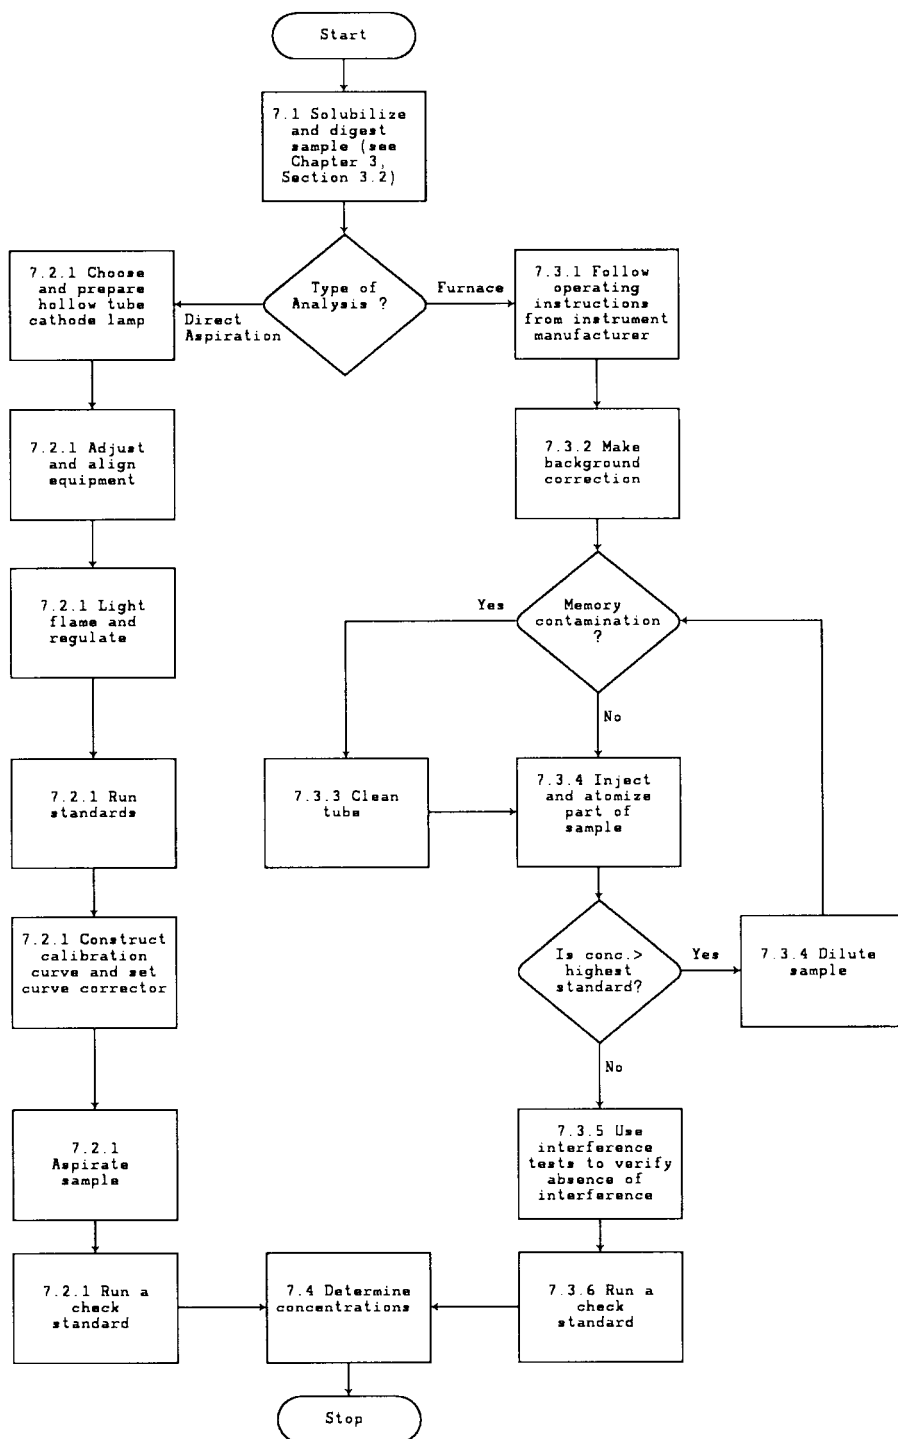 Start
7.1 Solubilize
and digest
sample (see
Chapter 3,
Section 3.2)
Type of
Analysis ?
Direct
Aspiration
Furnace
7.2.1 Choose
and prepare
hollow tube
cathode lamp
7.2.1 Adjust
and align
equipment
7.2.1 Light
flame and
regulate
7.2.1 Run
standards
7.2.1 Construct
calibration
curve and set
curve corrector
7.2.1
Aspirate
sample
7.2.1 Run a
check
standard
7.3.1 Follow
operating
instructions
from instrument
manufacturer
7.3.2 Make
background
correction
Memory
contamination
?
Yes
No
7.3.3 Clean
tube
7.3.4 Inject
and atomize
part of
sample
Is conc.>
highest
standard?
Yes
No
7.3.4 Dilute
sample
7.3.5 Use
interference
tests to verify
absence of
interference
7.3.6 Run a
check
standard
7.4 Determine
concentrations
Stop